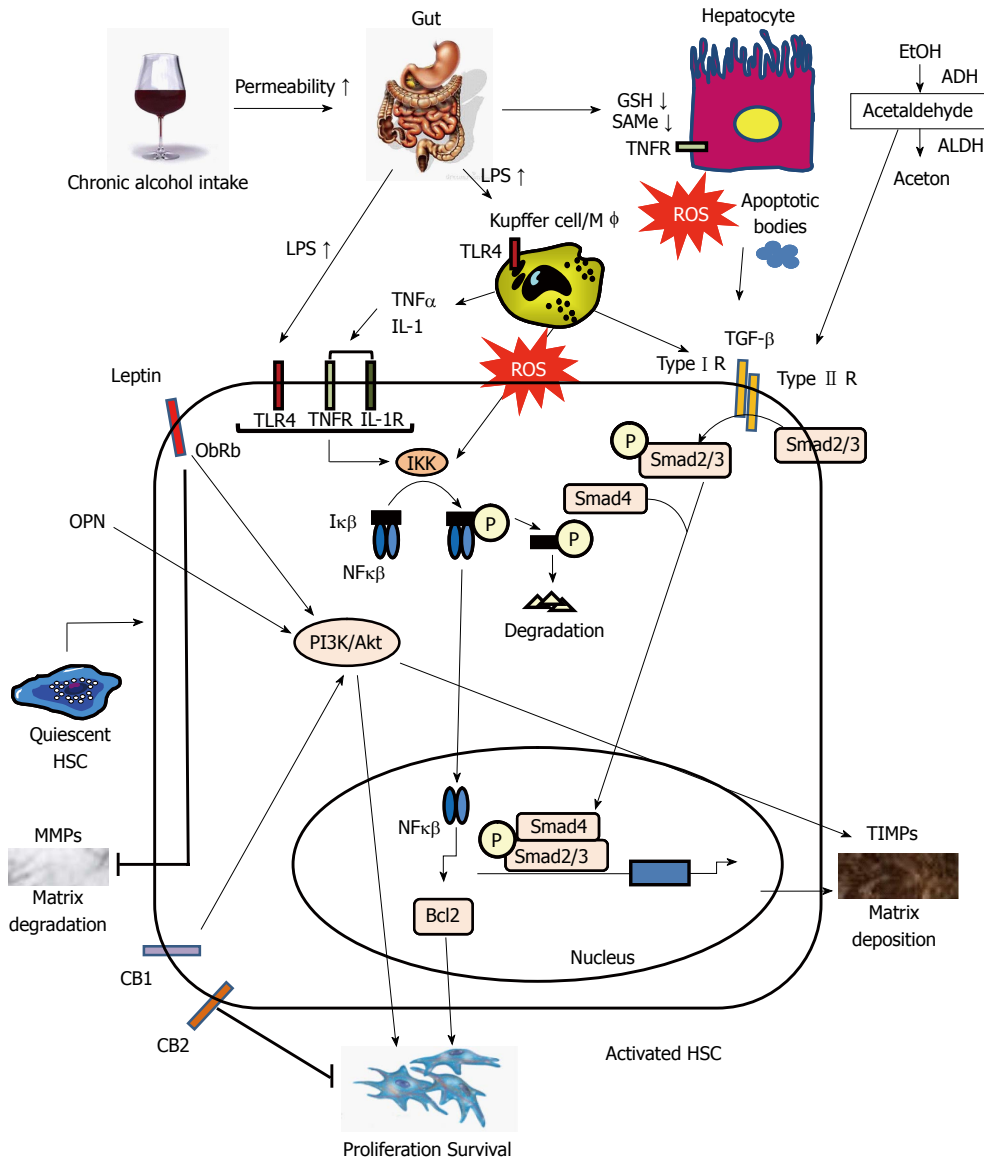 Gut
Hepatocyte
EtOH
ADH
Acetaldehyde
ALDH
Aceton
Permeability ↑
GSH ↓
SAMe ↓
TNFR
Chronic alcohol intake
LPS ↑
ROS
Apoptotic
bodies
Kupffer cell/M ϕ
TLR4
LPS ↑
TNFα
IL-1
ROS
TGF-β
Type I R
Type II R
Leptin
TLR4
TNFR
IL-1R
ObRb
P
Smad2/3
Smad2/3
IKK
Smad4
OPN
Iκβ
P
P
NFκβ
Degradation
PI3K/Akt
Quiescent
HSC
NFκβ
P
Smad4
Smad2/3
MMPs
TIMPs
Matrix
degradation
Bcl2
Matrix
deposition
Nucleus
CB1
CB2
Activated HSC
Proliferation Survival